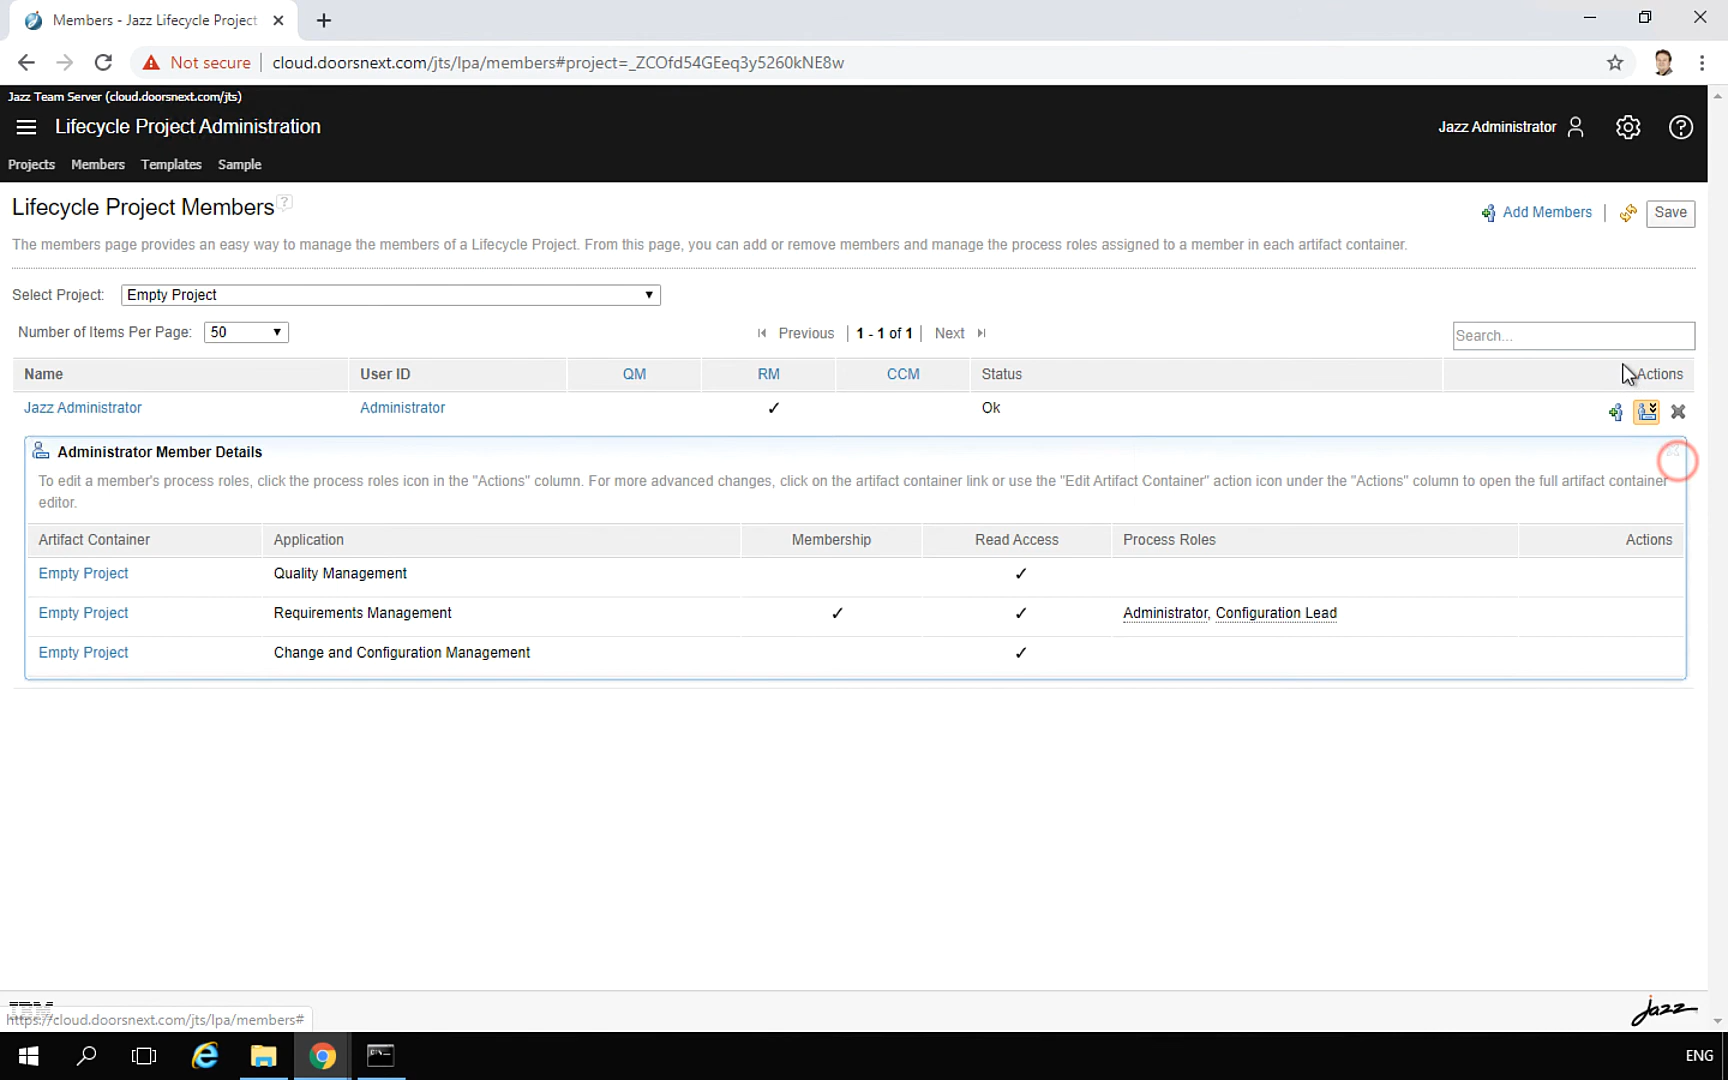 Members - Jazz Lifecycle Project
Not secure
cloud.doorsnext.com/jts/lpa/members#project=_ZCOfd54GEeq3y5260kNE8w
Jazz Team Server (cloud.doorsnext.com/jts)
Lifecycle Project Administration
Jazz Administrator
Projects Members Templates Sample
Lifecycle Project Members ?
Add Members
Save
The members page provides an easy way to manage the members of a Lifecycle Project. From this page, you can add or remove members and manage the process roles assigned to a member in each artifact container.
Select Project: Empty Project
Number of Items Per Page: 50
Previous | 1 - 1 of 1 | Next
Search...
Name User ID QM RM CCM Status Actions
Jazz Administrator Administrator ✓ Ok
Administrator Member Details
To edit a member's process roles, click the process roles icon in the "Actions" column. For more advanced changes, click on the artifact container link or use the "Edit Artifact Container" action icon under the "Actions" column to open the full artifact container
editor.
Artifact Container Application Membership Read Access Process Roles Actions
Empty Project Quality Management ✓
Empty Project Requirements Management ✓ ✓ Administrator, Configuration Lead
Empty Project Change and Configuration Management ✓
IBM
jazz
https://cloud.doorsnext.com/jts/lpa/members#
ENG